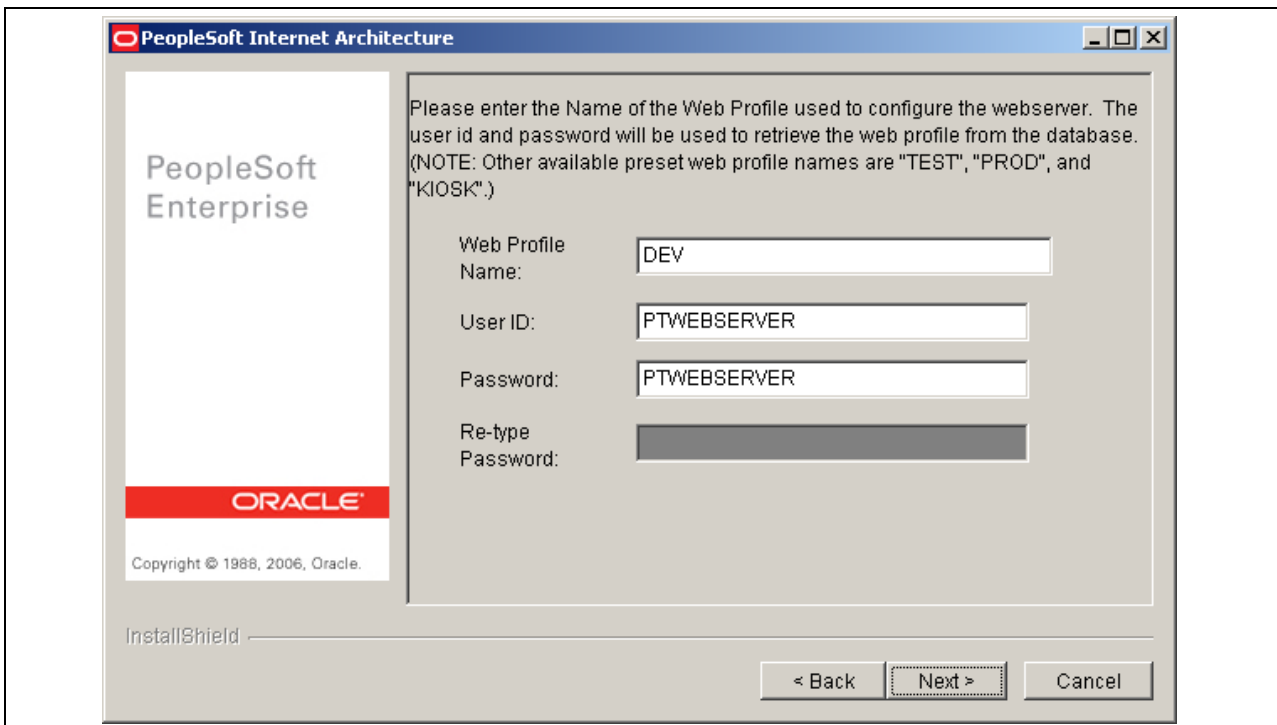 PeopleSoft Internet Architecture
PeopleSoft
Enterprise
ORACLE®
Copyright © 1988, 2006, Oracle.
Please enter the Name of the Web Profile used to configure the webserver. The
user id and password will be used to retrieve the web profile from the database.
(NOTE: Other available preset web profile names are "TEST", "PROD", and
"KIOSK".)
Web Profile
Name:
DEV
User ID:
PTWEBSERVER
Password:
PTWEBSERVER
Re-type
Password:
InstallShield
< Back
Next >
Cancel